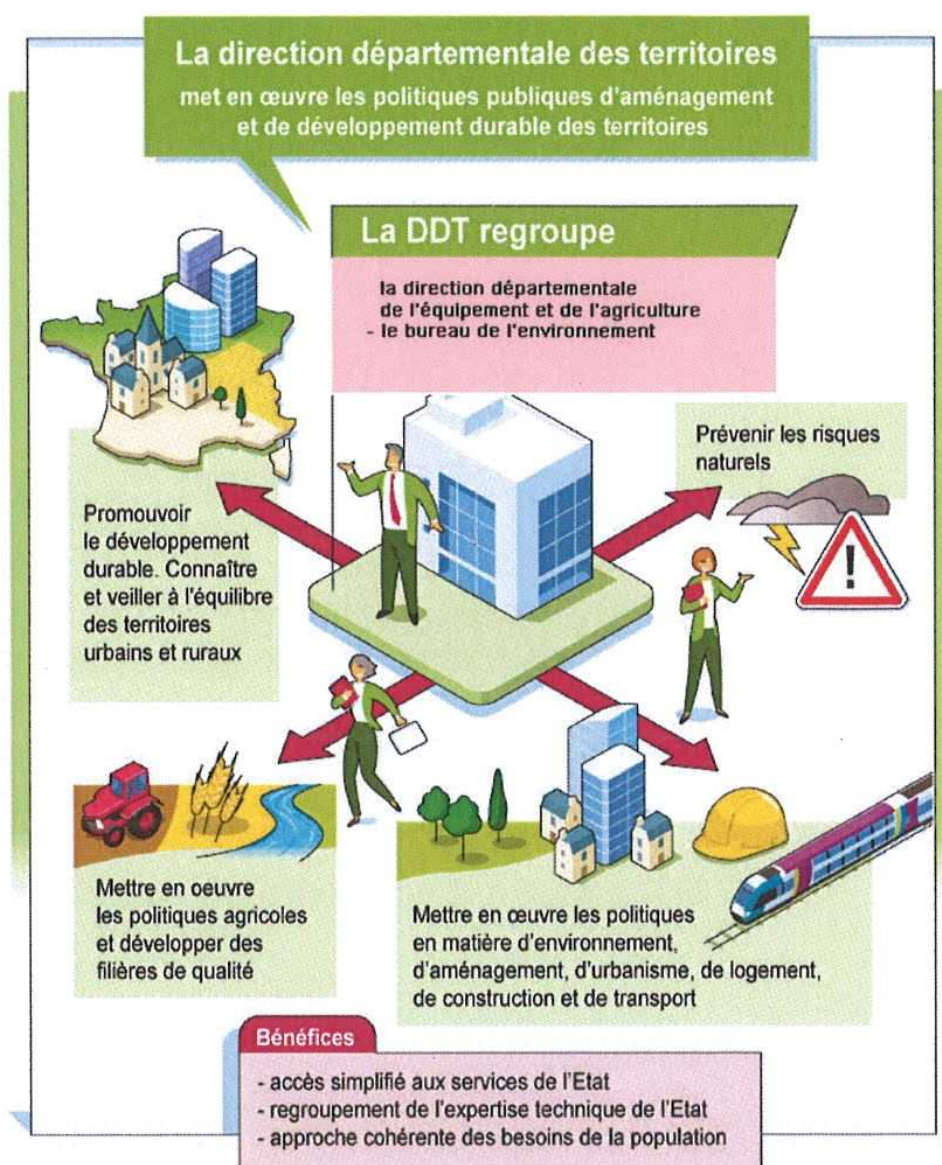 La direction départementale des territoires
met en œuvre les politiques publiques d'aménagement
et de développement durable des territoires
La DDT regroupe
la direction départementale
de l'équipement et de l'agriculture
- le bureau de l'environnement
Prévenir les risques
naturels
!
Promouvoir
le développement
durable. Connaître
et veiller à l'équilibre
des territoires
urbains et ruraux
Mettre en oeuvre
les politiques agricoles
et développer des
filières de qualité
Mettre en œuvre les politiques
en matière d'environnement,
d'aménagement, d'urbanisme, de logement,
de construction et de transport
Bénéfices
- accès simplifié aux services de l'Etat
- regroupement de l'expertise technique de l'Etat
- approche cohérente des besoins de la population